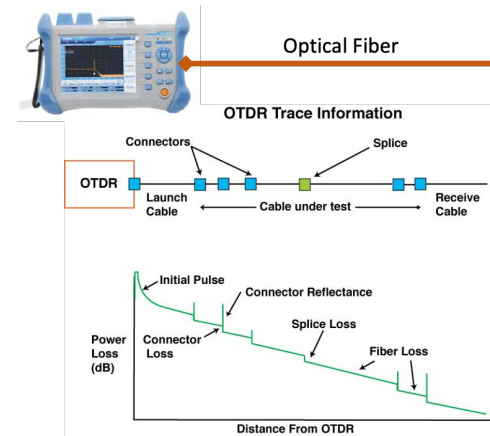 Optical Fiber
OTDR Trace Information
Connectors
Splice
OTDR
Launch
Cable
Cable under test
Receive
Cable
Initial Pulse
Connector Reflectance
Splice Loss
Power
Loss
(dB)
Connector
Loss
Fiber Loss
Distance From OTDR